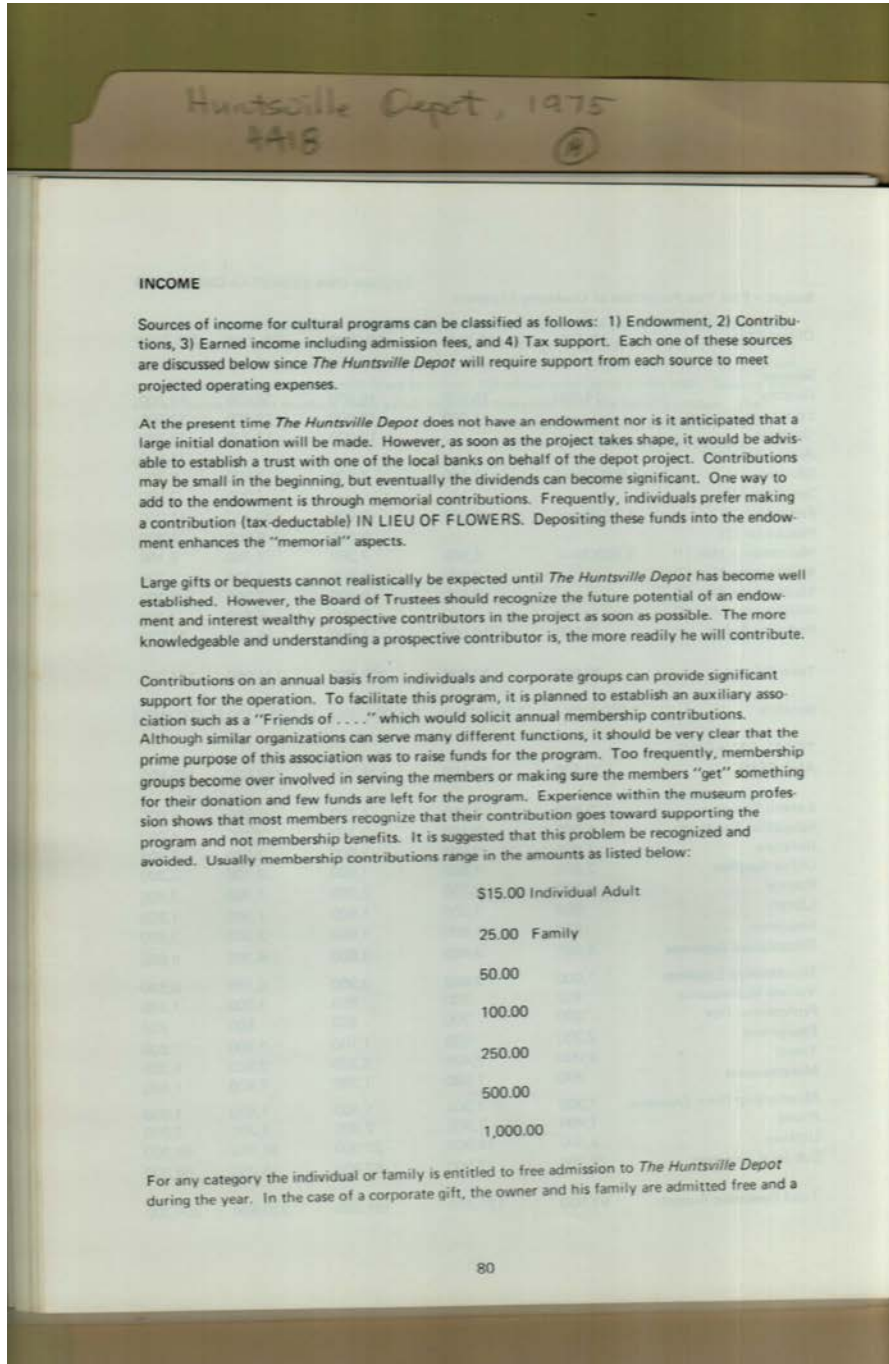 Huntsville Depot, 1975
4418
INCOME
Sources of income for cultural programs can be classified as follows: 1) Endowment, 2) Contribu-
tions, 3) Earned income including admission fees, and 4) Tax support. Each one of these sources
are discussed below since The Huntsville Depot will require support from each source to meet
projected operating expenses.
At the present time The Huntsville Depot does not have an endowment nor is it anticipated that a
large initial donation will be made. However, as soon as the project takes shape, it would be advis-
able to establish a trust with one of the local banks on behalf of the depot project. Contributions
may be small in the beginning, but eventually the dividends can become significant. One way to
add to the endowment is through memorial contributions. Frequently, individuals prefer making
a contribution (tax-deductable) IN LIEU OF FLOWERS. Depositing these funds into the endow-
ment enhances the "memorial" aspects.
Large gifts or bequests cannot realistically be expected until The Huntsville Depot has become well
established. However, the Board of Trustees should recognize the future potential of an endow-
ment and interest wealthy prospective contributors in the project as soon as possible. The more
knowledgeable and understanding a prospective contributor is, the more readily he will contribute.
Contributions on an annual basis from individuals and corporate groups can provide significant
support for the operation. To facilitate this program, it is planned to establish an auxiliary asso-
ciation such as a "Friends of . . . ." which would solicit annual membership contributions.
Although similar organizations can serve many different functions, it should be very clear that the
prime purpose of this association was to raise funds for the program. Too frequently, membership
groups become over involved in serving the members or making sure the members "get" something
for their donation and few funds are left for the program. Experience within the museum profes-
sion shows that most members recognize that their contribution goes toward supporting the
program and not membership benefits. It is suggested that this problem be recognized and
avoided. Usually membership contributions range in the amounts as listed below:
$15.00 Individual Adult
25.00 Family
50.00
100.00
250.00
500.00
1,000.00
For any category the individual or family is entitled to free admission to The Huntsville Depot
during the year. In the case of a corporate gift, the owner and his family are admitted free and a
80